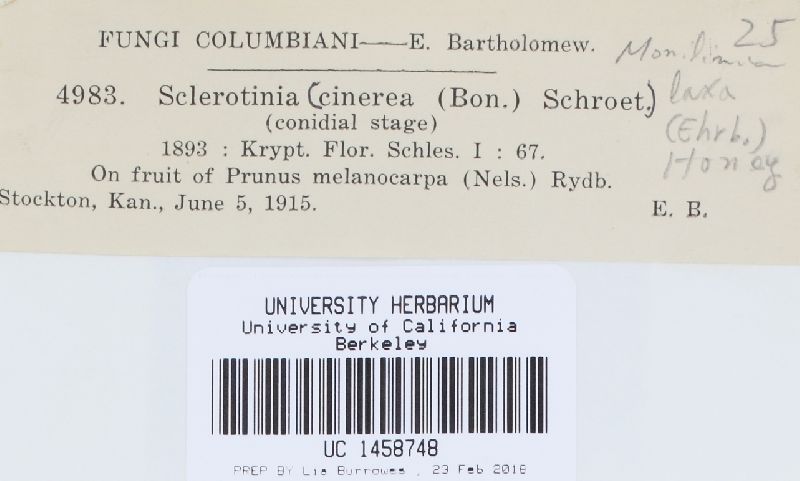 FUNGI COLUMBIANI——E. Bartholomew.
25
Monilinia
4983. Sclerotinia (cinerea (Bon.) Schroet.)
laxa
(conidial stage)
(Ehrb.)
1893 : Krypt. Flor. Schles. I : 67.
Honey
On fruit of Prunus melanocarpa (Nels.) Rydb.
Stockton, Kan., June 5, 1915.
E. B.
UNIVERSITY HERBARIUM
University of California
Berkeley
UC 1458748
PREP BY Lia Burrowes , 23 Feb 2018